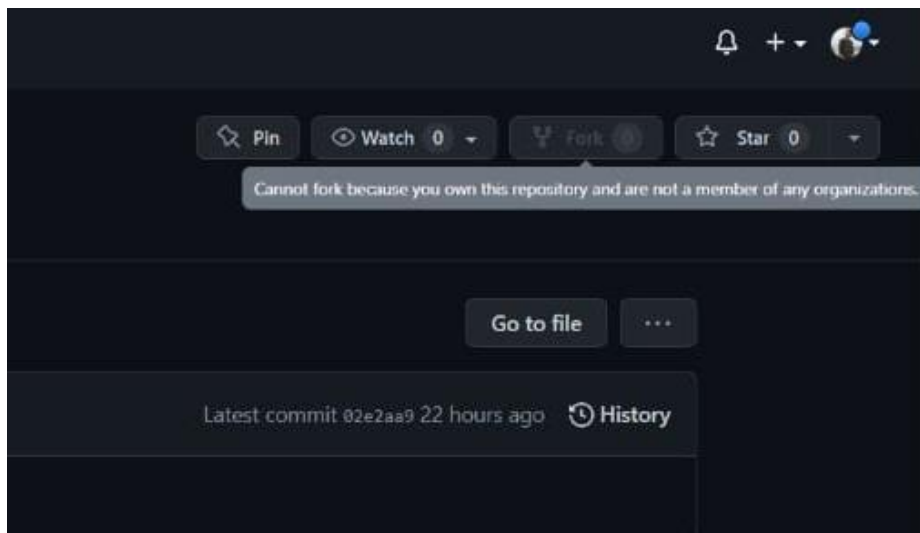 Pin Watch 0 Fork 0 Star 0
Cannot fork because you own this repository and are not a member of any organizations.
Go to file ...
Latest commit 02e2aa9 22 hours ago History